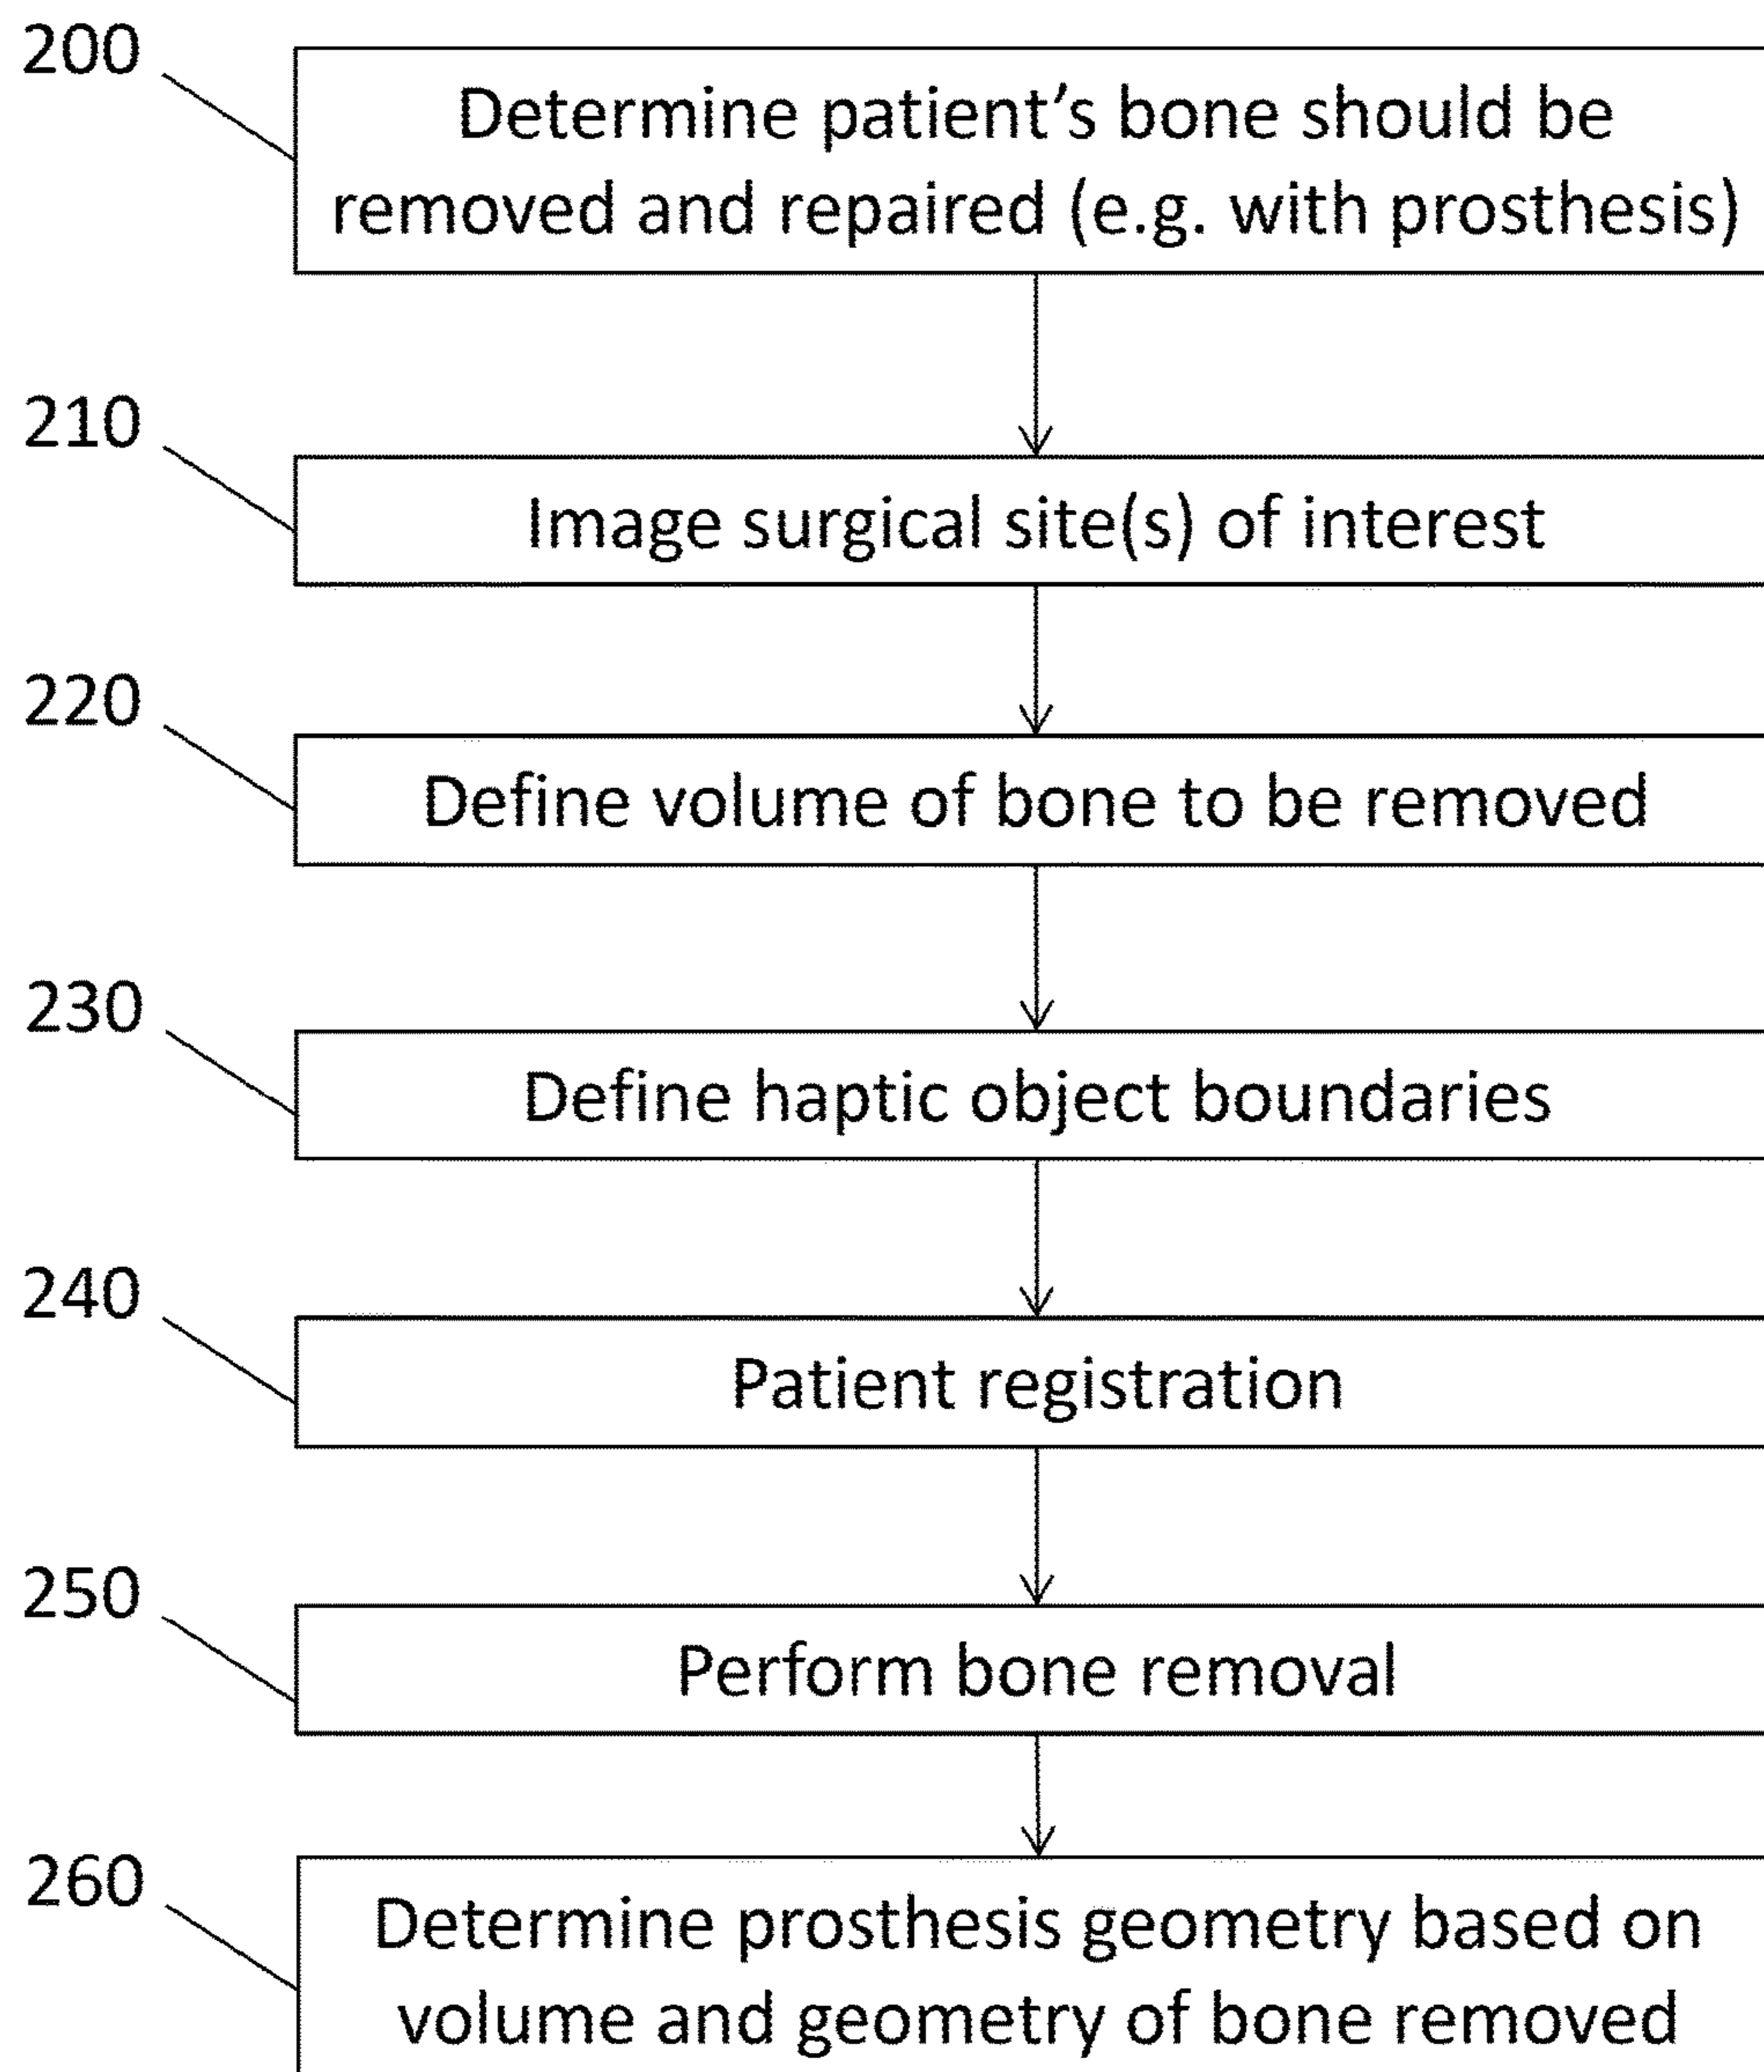 200
Determine patient's bone should be
removed and repaired (e.g. with prosthesis)
210
Image surgical site(s) of interest
220
Define volume of bone to be removed
230
Define haptic object boundaries
240
Patient registration
250
Perform bone removal
260
Determine prosthesis geometry based on
volume and geometry of bone removed